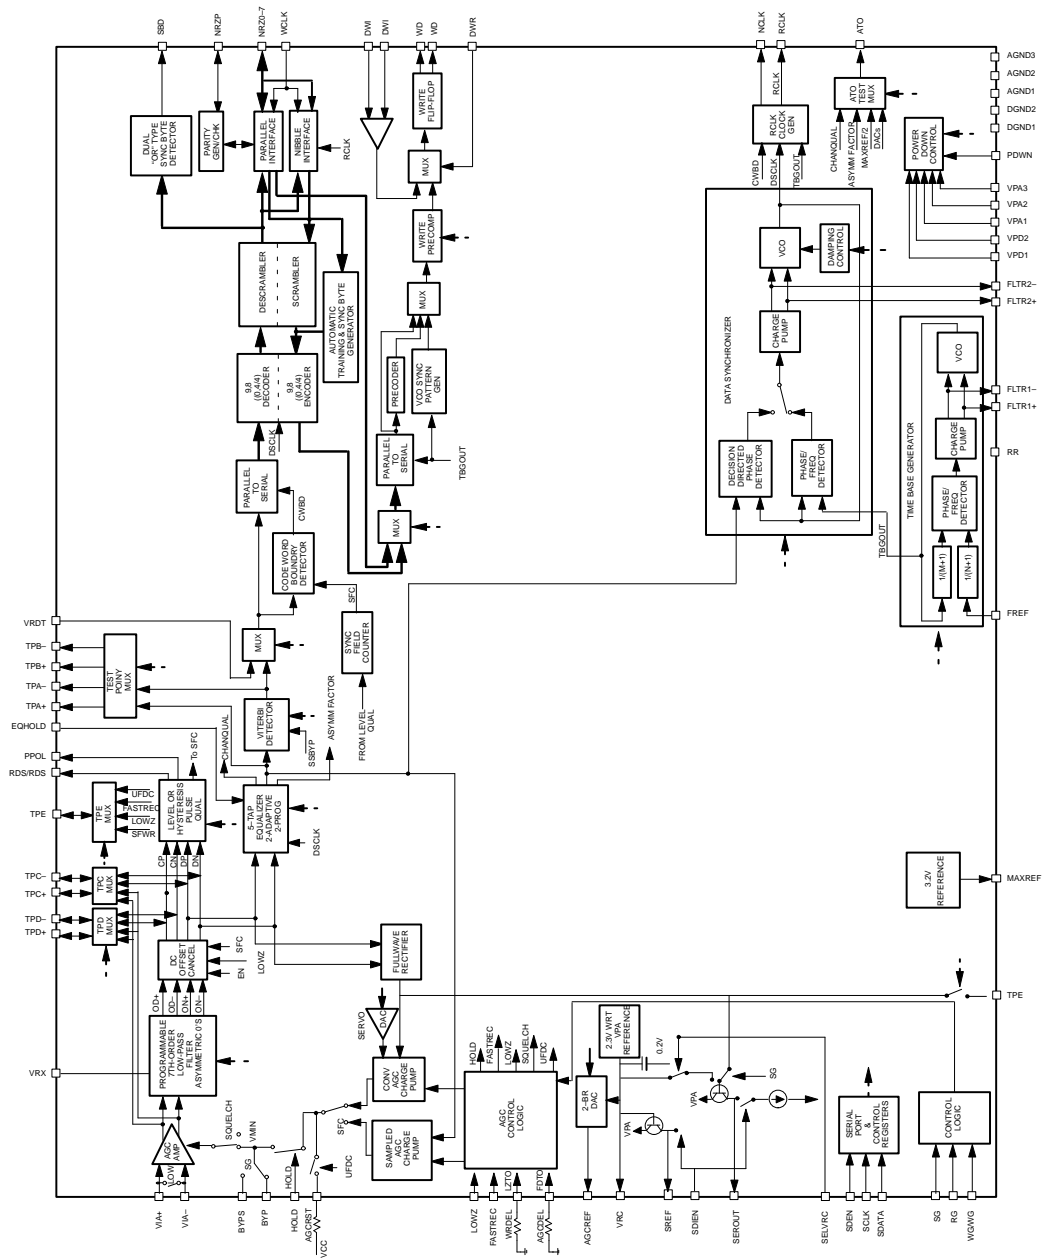 SBD
NRZP
NRZ0–7
WCLK
DWI
DWI
WD
WD
DWR
NCLK
RCLK
ATO
DUAL
"OR" TYPE
SYNC BYTE
DETECTOR
PARITY
GEN/CHK
PARALLEL
INTERFACE
NIBBLE
INTERFACE
RCLK
WRITE
FLIP-FLOP
MUX
WRITE
PRECOMP
MUX
DESCRAMBLER
SCRAMBLER
AUTOMATIC
TRAINING & SYNC BYTE
GENERATOR
9,8
((0,4/4)
DECODER
9,8
((0,4/4)
ENCODER
DSCLK
PRECODER
VCO SYNC
PATTERN
GEN
PARALLEL
TO
SERIAL
TBGOUT
PARALLEL
TO
SERIAL
CWBD
MUX
CODE WORD
BOUNDRY
DETECTOR
SFC
SYNC
FIELD
COUNTER
FROM LEVEL
QUAL
MUX
RCLK
RCLK
CLOCK
GEN
CWBD
DSCLK
TBGOUT
ATO
TEST
MUX
CHANQUAL
ASYMM FACTOR
MAXREF/2
DACs
POWER
DOWN
CONTROL
AGND3
AGND2
AGND1
DGND2
DGND1
PDWN
VPA3
VPA2
VPA1
VPD2
VPD1
FLTR2–
FLTR2+
FLTR1–
FLTR1+
RR
FREF
MAXREF
TPE
DATA SYNCHRONIZER
VCO
DAMPING
CONTROL
CHARGE
PUMP
DECISION
DIRECTED
PHASE
DETECTOR
PHASE/
FREQ
DETECTOR
TBGOUT
TIME BASE GENERATOR
VCO
CHARGE
PUMP
PHASE/
FREQ
DETECTOR
1/(M+1)
1/(N+1)
VRDT
TPB–
TPB+
TPA–
TPA+
EQHOLD
PPOL
RDS/RDS
TPE
TPC–
TPC+
TPD–
TPD+
VRX
TEST
POINY
MUX
VITERBI
DETECTOR
SSBYP
ASYMM FACTOR
CHANQUAL
To SFC
TPE
MUX
UFDC
FASTREC
LOWZ
SFWR
LEVEL OR
HYSTERESIS
PULSE
QUAL
5–TAP
EQUALIZER
2-ADAPTIVE
2-PROG
DSCLK
CP
CN
DP
DN
TPC
MUX
TPD
MUX
DC
OFFSET
CANCEL
SFC
LOWZ
EN
OD+
OD–
ON+
ON–
PROGRAMMABLE
7TH-ORDER
LOW-PASS
FILTER
ASYMMETRIC 0'S
FULLWAVE
RECTIFIER
SERVO
DAC
CONV
AGC
CHARGE
PUMP
SAMPLED
AGC
CHARGE
PUMP
SFC
HOLD
FASTREC
LOWZ
SQUELCH
UFDC
AGC
CONTROL
LOGIC
2.3V WRT
VPA
REFERENCE
0.2V
2–BR
DAC
VPA
VPA
SG
3.2V
REFERENCE
SERIAL
PORT
&
CONTROL
REGISTERS
CONTROL
LOGIC
AGC
AMP
LOW
SQUELCH
VMIN
SG
HOLD
UFDC
LZTO
FDTO
VIA+
VIA–
BYPS
BYP
HOLD
AGCRST
VCC
LOWZ
FASTREC
WRDEL
AGCDEL
AGCREF
VRC
SREF
SDIEN
SEROUT
SELVRC
SDEN
SCLK
SDATA
SG
RG
WG/WG